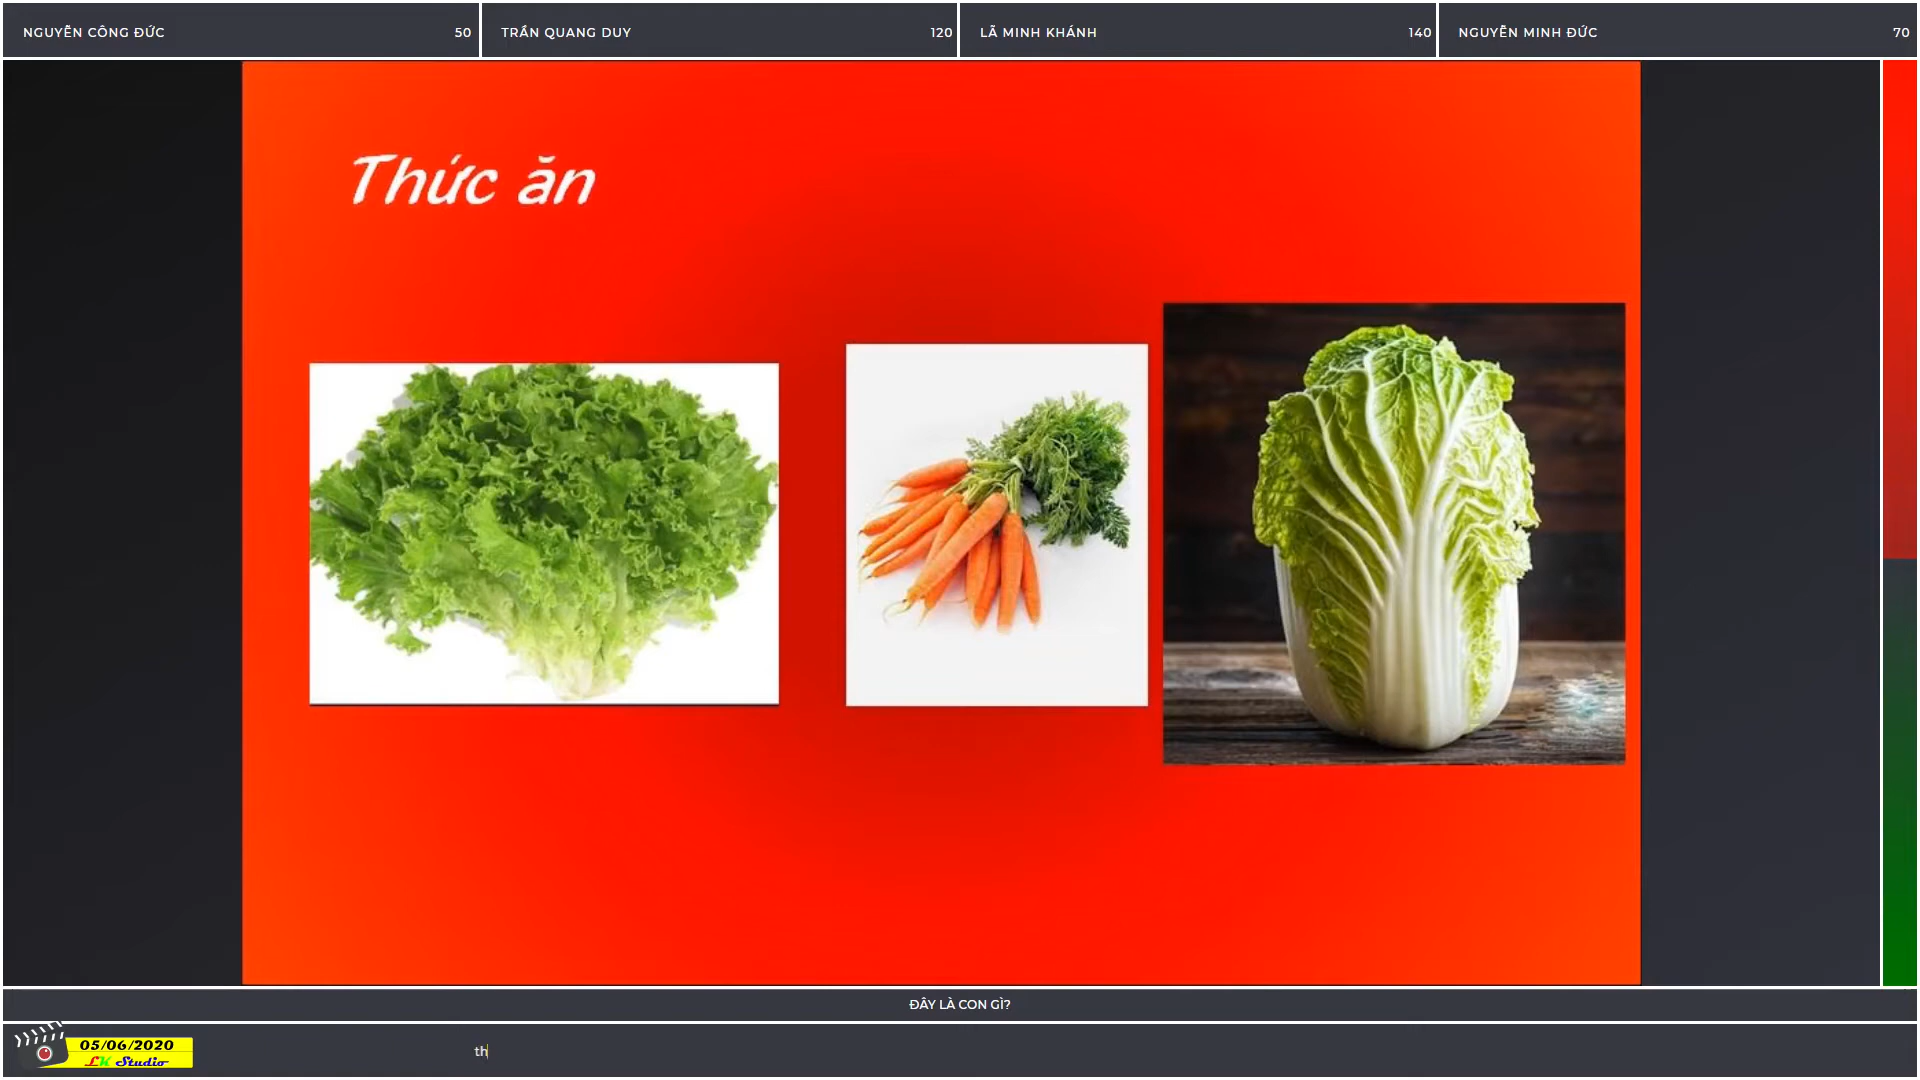 NGUYỄN CÔNG ĐỨC 50
TRẦN QUANG DUY 120
LÃ MINH KHÁNH 140
NGUYỄN MINH ĐỨC 70
Thức ăn
ĐÂY LÀ CON GÌ?
05/06/2020
LK Studio
th